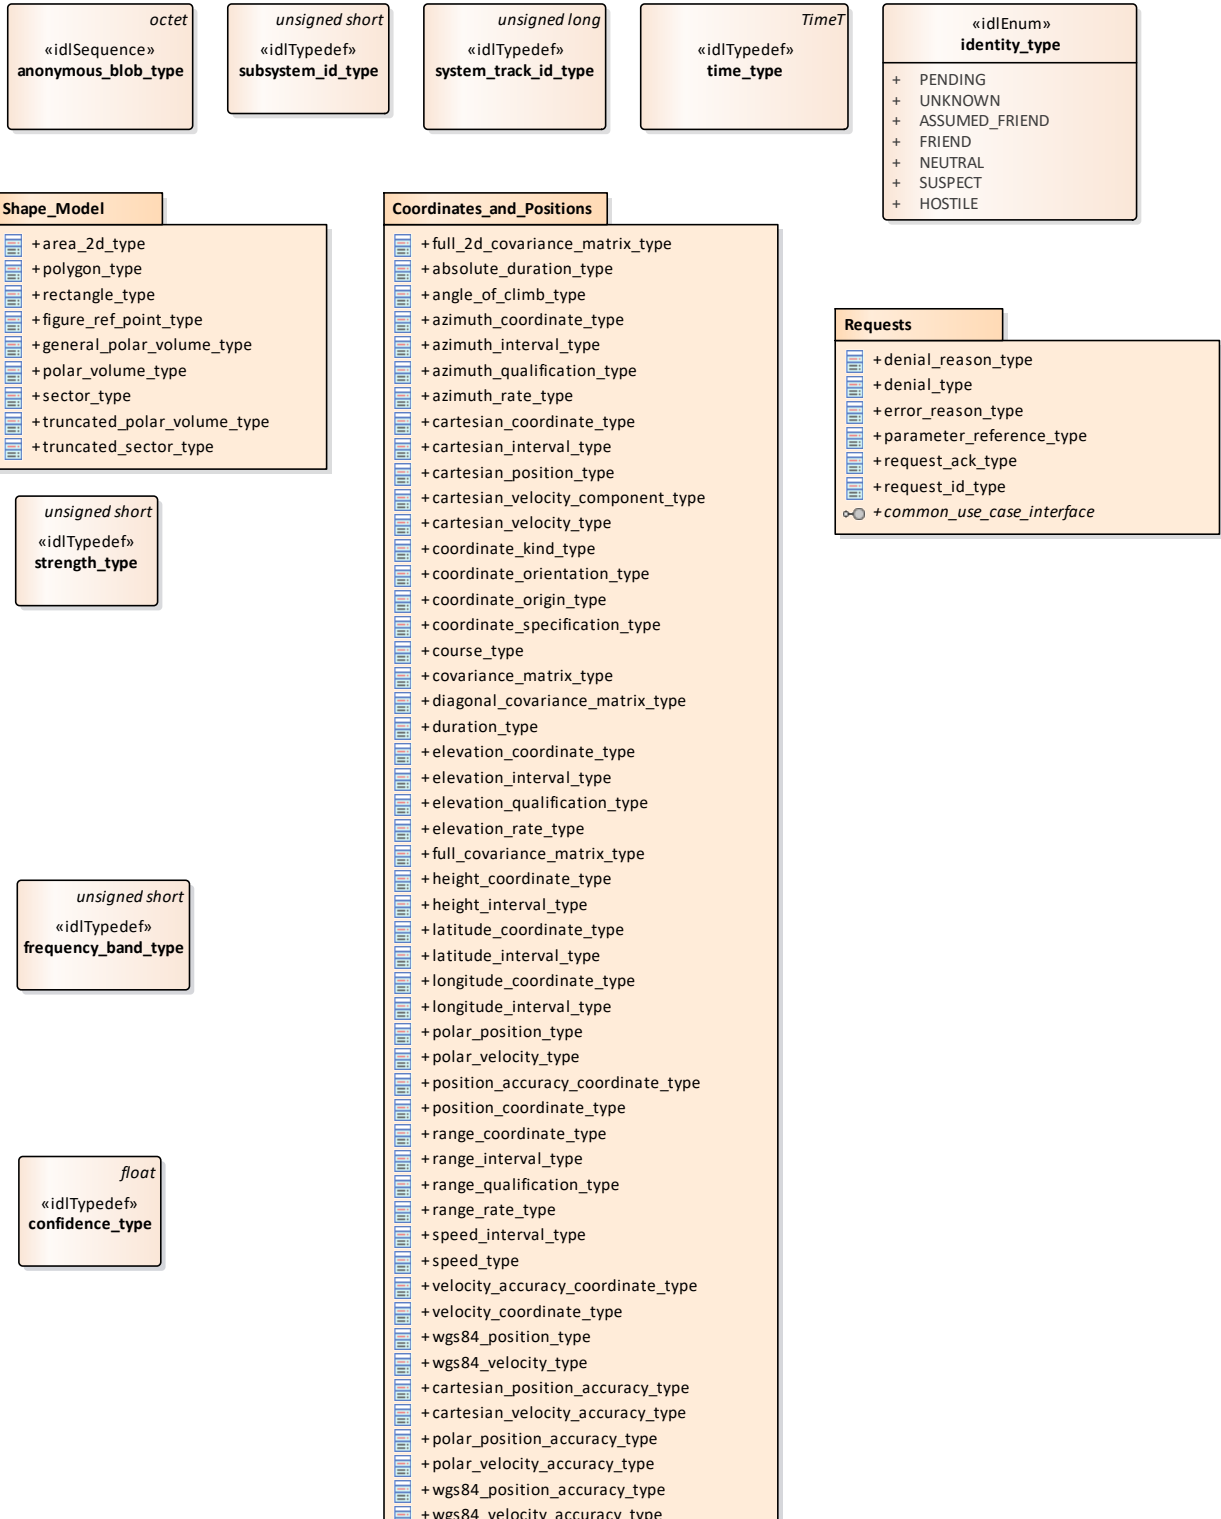 octet
«idlSequence»
anonymous_blob_type
unsigned short
«idlTypedef»
subsystem_id_type
unsigned long
«idlTypedef»
system_track_id_type
TimeT
«idlTypedef»
time_type
«idlEnum»
identity_type
+ PENDING
+ UNKNOWN
+ ASSUMED_FRIEND
+ FRIEND
+ NEUTRAL
+ SUSPECT
+ HOSTILE
Shape_Model
+area_2d_type
+polygon_type
+rectangle_type
+figure_ref_point_type
+general_polar_volume_type
+polar_volume_type
+sector_type
+truncated_polar_volume_type
+truncated_sector_type
Coordinates_and_Positions
+full_2d_covariance_matrix_type
+absolute_duration_type
+angle_of_climb_type
+azimuth_coordinate_type
+azimuth_interval_type
+azimuth_qualification_type
+azimuth_rate_type
+cartesian_coordinate_type
+cartesian_interval_type
+cartesian_position_type
+cartesian_velocity_component_type
+cartesian_velocity_type
+coordinate_kind_type
+coordinate_orientation_type
+coordinate_origin_type
+coordinate_specification_type
+course_type
+covariance_matrix_type
+diagonal_covariance_matrix_type
+duration_type
+elevation_coordinate_type
+elevation_interval_type
+elevation_qualification_type
+elevation_rate_type
+full_covariance_matrix_type
+height_coordinate_type
+height_interval_type
+latitude_coordinate_type
+latitude_interval_type
+longitude_coordinate_type
+longitude_interval_type
+polar_position_type
+polar_velocity_type
+position_accuracy_coordinate_type
+position_coordinate_type
+range_coordinate_type
+range_interval_type
+range_qualification_type
+range_rate_type
+speed_interval_type
+speed_type
+velocity_accuracy_coordinate_type
+velocity_coordinate_type
+wgs84_position_type
+wgs84_velocity_type
+cartesian_position_accuracy_type
+cartesian_velocity_accuracy_type
+polar_position_accuracy_type
+polar_velocity_accuracy_type
+wgs84_position_accuracy_type
+wgs84_velocity_accuracy_type
Requests
+denial_reason_type
+denial_type
+error_reason_type
+parameter_reference_type
+request_ack_type
+request_id_type
+common_use_case_interface
unsigned short
«idlTypedef»
strength_type
unsigned short
«idlTypedef»
frequency_band_type
float
«idlTypedef»
confidence_type